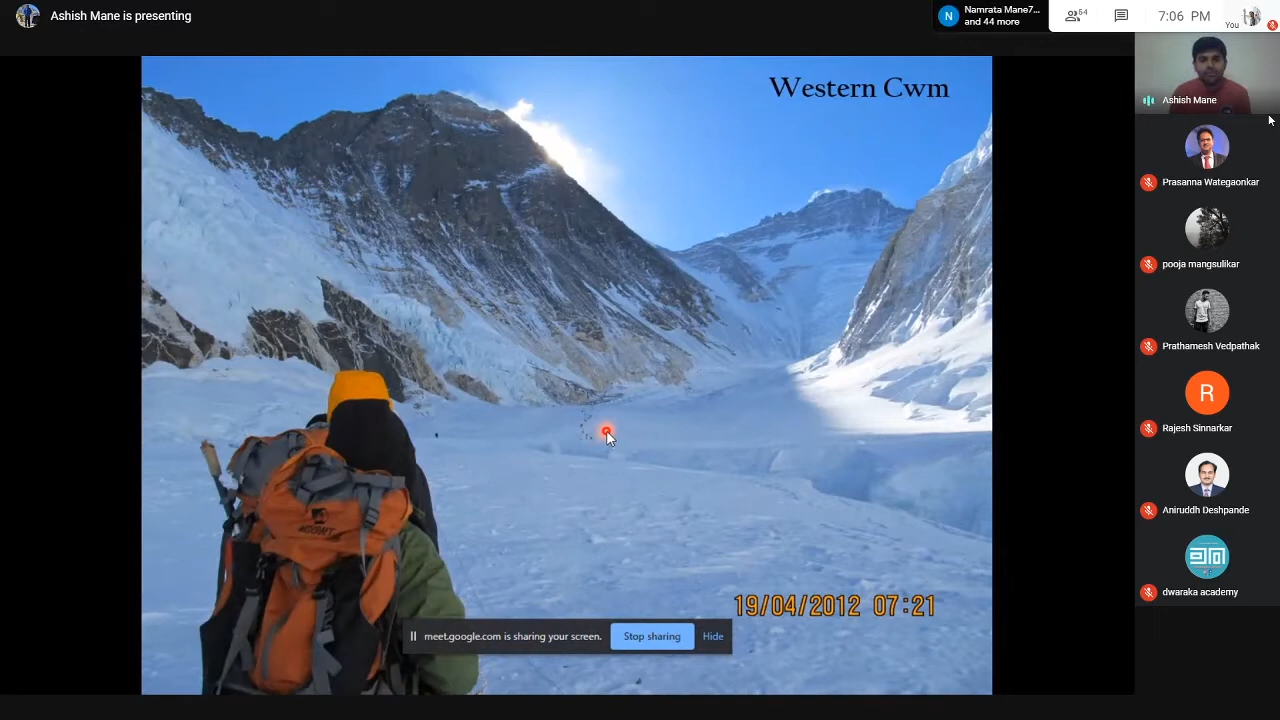 Ashish Mane is presenting
N
Namrata Mane7...
and 44 more
54
7:06 PM
You
Western Cwm
Ashish Mane
Prasanna Wategaonkar
pooja mangsulikar
Prathamesh Vedpathak
R
Rajesh Sinnarkar
Aniruddh Deshpande
dwaraka academy
19/04/2012 07:21
meet.google.com is sharing your screen.
Stop sharing
Hide